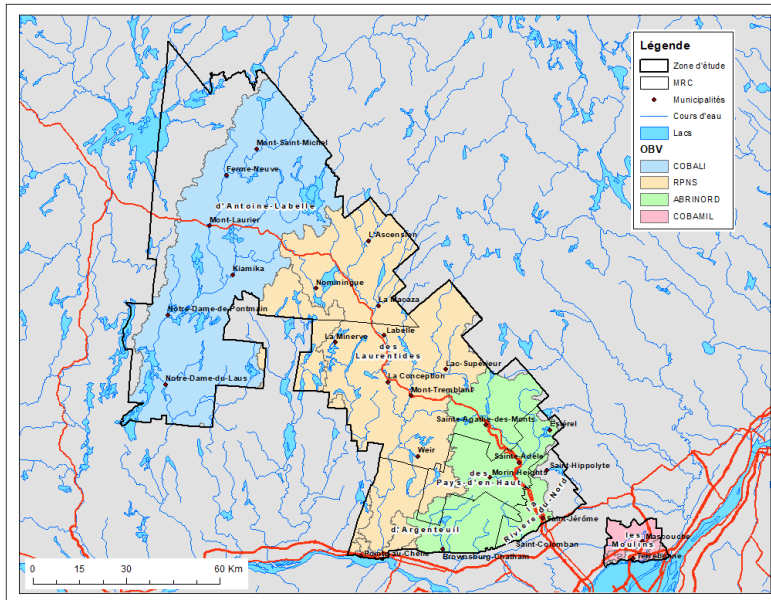 Légende
Zone d'étude
MRC
Municipalités
Cours d'eau
Lacs
OBV
COBALI
RPNS
ABRINORD
COBAMIL
Mont-Saint-Michel
Ferme-Neuve
d'Antoine-Labelle
Mont-Laurier
L'Ascension
Kiamika
Nominingue
La Macaza
Notre-Dame-de-Pontmain
Labelle
La Minerve
des
Laurentides
Lac-Supérieur
La Conception
Notre-Dame-du-Laus
Mont-Tremblant
Sainte-Agathe-des-Monts
Estérel
Weir
Sainte-Adèle
Saint-Hippolyte
des
Morin-Heights
Pays-d'en-Haut
la
Rivière-du-Nord
d'Argenteuil
Saint-Jérôme
les
Mascouche
Moulins
Saint-Colomban
Pointe-au-Chêne
Brownsburg-Chatham
Terrebonne
0 15 30 60 Km